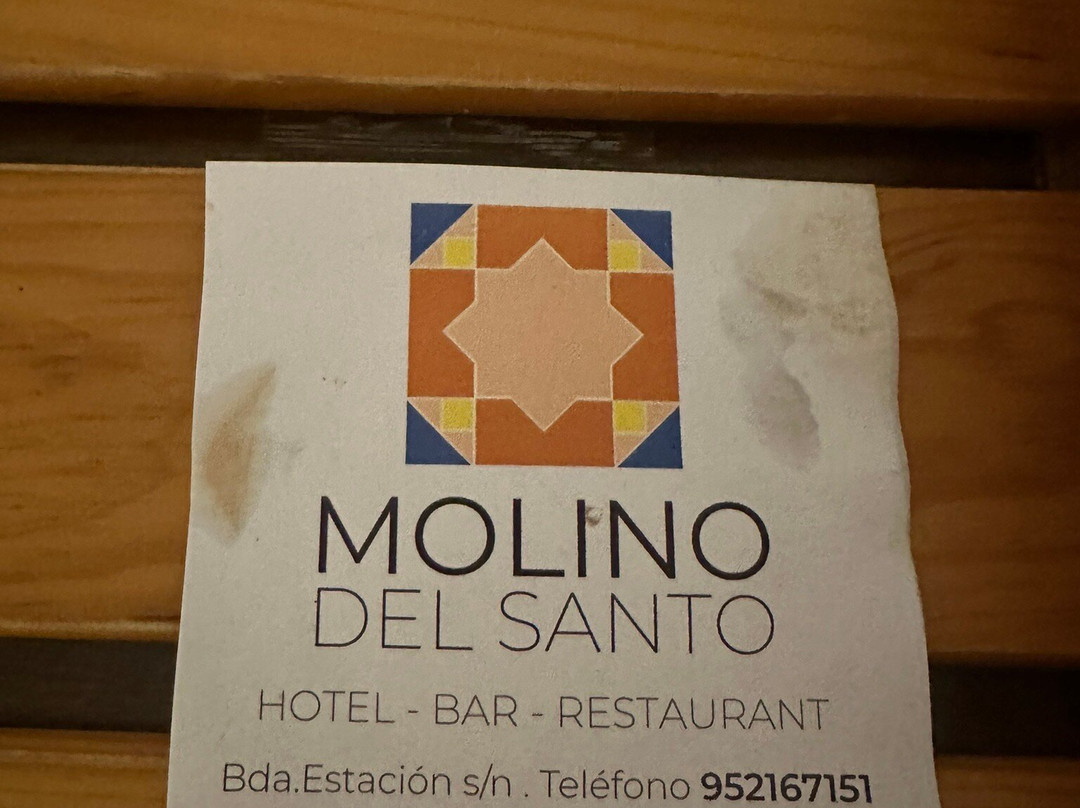 MOLINO
DEL SANTO
HOTEL - BAR - RESTAURANT
Bda.Estación s/n . Teléfono 952167151